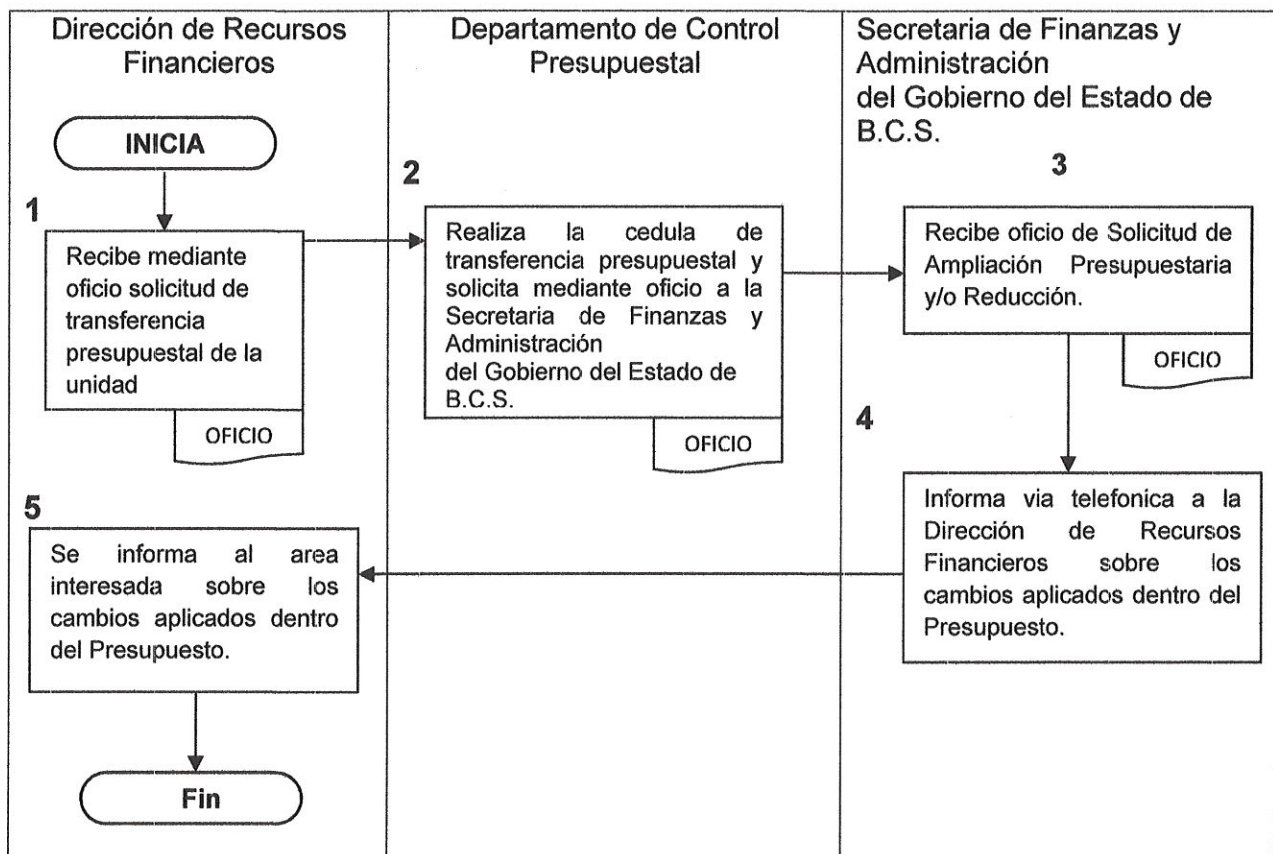 Dirección de Recursos
Financieros
Departamento de Control
Presupuestal
Secretaria de Finanzas y
Administración
del Gobierno del Estado de
B.C.S.
INICIA
1
Recibe mediante
oficio solicitud de
transferencia
presupuestal de la
unidad
OFICIO
2
Realiza la cedula de
transferencia presupuestal y
solicita mediante oficio a la
Secretaria de Finanzas y
Administración
del Gobierno del Estado de
B.C.S.
OFICIO
3
Recibe oficio de Solicitud de
Ampliación Presupuestaria
y/o Reducción.
OFICIO
4
Informa via telefonica a la
Dirección de Recursos
Financieros sobre los
cambios aplicados dentro del
Presupuesto.
5
Se informa al area
interesada sobre los
cambios aplicados dentro
del Presupuesto.
Fin